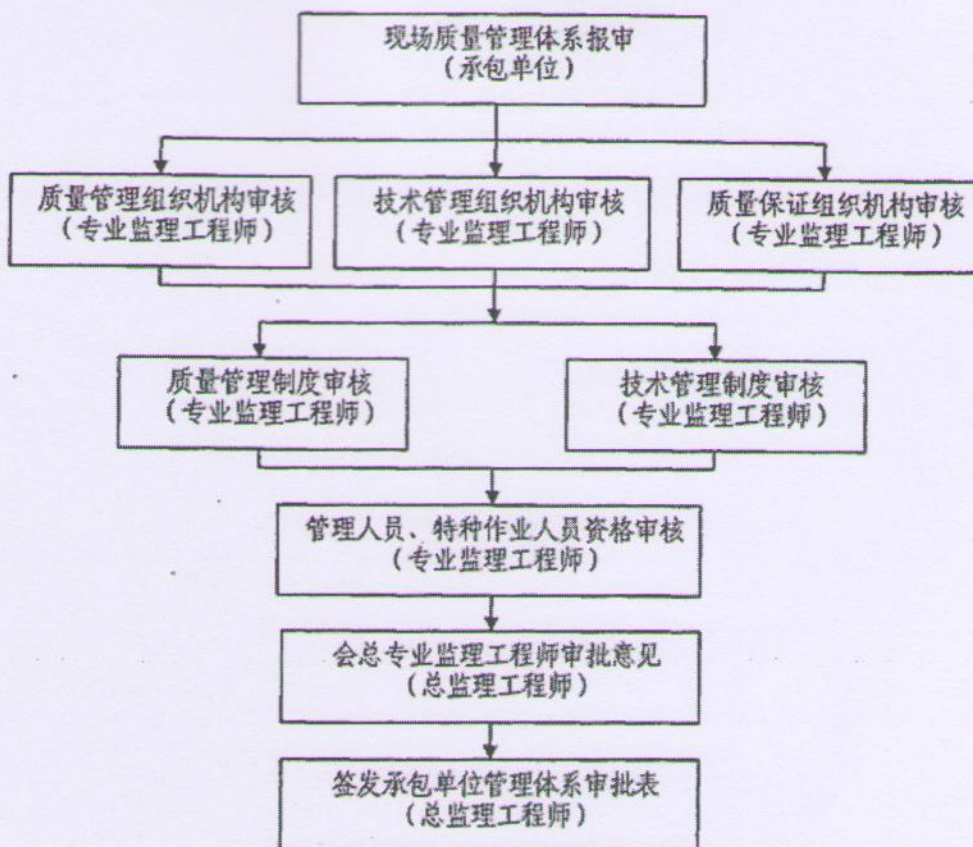 现场质量管理体系报审
（承包单位）
质量管理组织机构审核
（专业监理工程师）
技术管理组织机构审核
（专业监理工程师）
质量保证组织机构审核
（专业监理工程师）
质量管理制度审核
（专业监理工程师）
技术管理制度审核
（专业监理工程师）
管理人员、特种作业人员资格审核
（专业监理工程师）
会总专业监理工程师审批意见
（总监理工程师）
签发承包单位管理体系审批表
（总监理工程师）